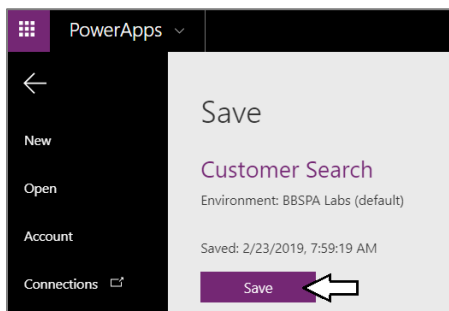 PowerApps
Save
New
Customer Search
Open
Environment: BBSPA Labs (default)
Account
Saved: 2/23/2019, 7:59:19 AM
Connections
Save